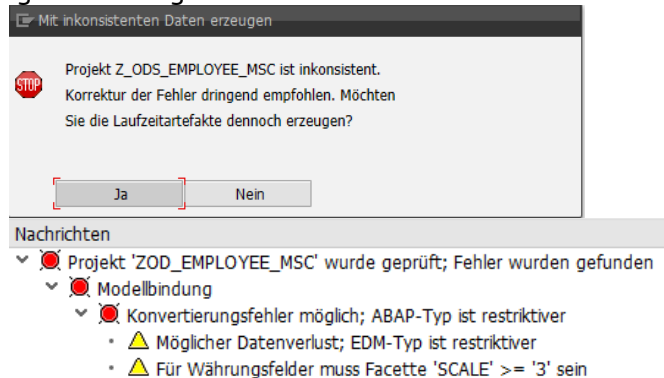 Mit inkonsistenten Daten erzeugen
STOP
Projekt Z_ODS_EMPLOYEE_MSC ist inkonsistent.
Korrektur der Fehler dringend empfohlen. Möchten
Sie die Laufzeitartefakte dennoch erzeugen?
Ja Nein
Nachrichten
Projekt 'ZOD_EMPLOYEE_MSC' wurde geprüft; Fehler wurden gefunden
Modellbindung
Konvertierungsfehler möglich; ABAP-Typ ist restriktiver
Möglicher Datenverlust; EDM-Typ ist restriktiver
Für Währungsfelder muss Facette 'SCALE' >= '3' sein